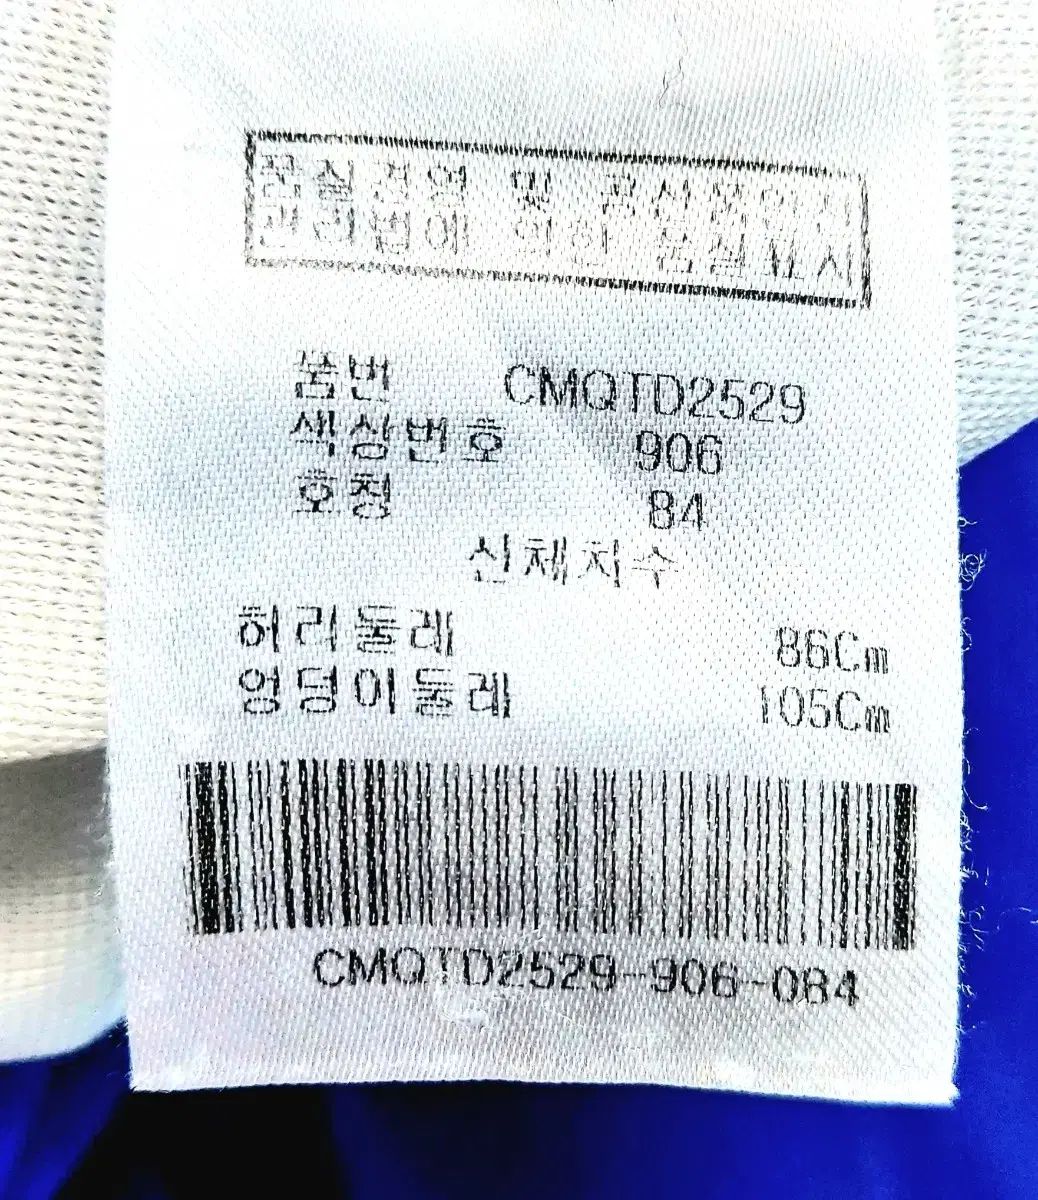 품질경영 및 공산품안전
관리법에 의한 품질표시
품번 CMQTD2529
색상번호 906
호칭 84
신체치수
허리둘레 86Cm
엉덩이둘레 105Cm
CMQTD2529-906-084